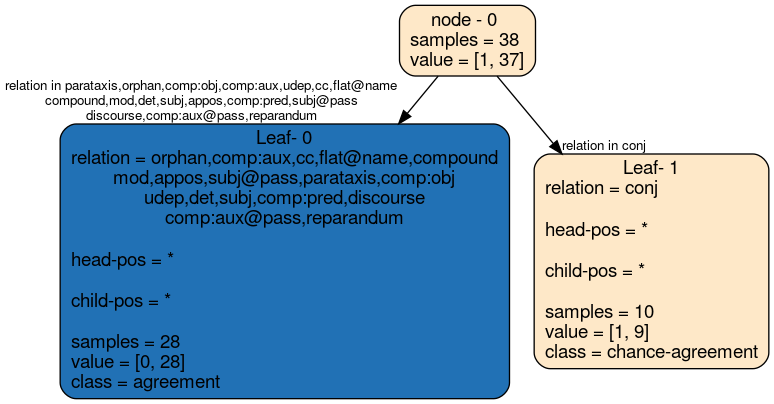 node - 0
samples = 38
value = [1, 37]
relation in parataxis,orphan,comp:obj,comp:aux,udep,cc,flat@name
compound,mod,det,subj,appos,comp:pred,subj@pass
discourse,comp:aux@pass,reparandum
relation in conj
Leaf- 0
relation = orphan,comp:aux,cc,flat@name,compound
mod,appos,subj@pass,parataxis,comp:obj
udep,det,subj,comp:pred,discourse
comp:aux@pass,reparandum
head-pos = *
child-pos = *
samples = 28
value = [0, 28]
class = agreement
Leaf- 1
relation = conj
head-pos = *
child-pos = *
samples = 10
value = [1, 9]
class = chance-agreement